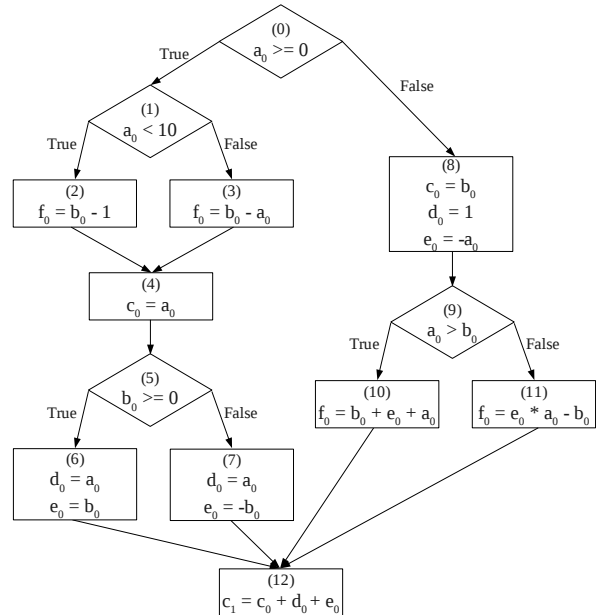 (0)
a₀ >= 0
True
False
(1)
a₀ < 10
True
False
(2)
f₀ = b₀ - 1
(3)
f₀ = b₀ - a₀
(8)
c₀ = b₀
d₀ = 1
e₀ = -a₀
(4)
c₀ = a₀
(9)
a₀ > b₀
True
False
(5)
b₀ >= 0
True
False
(10)
f₀ = b₀ + e₀ + a₀
(11)
f₀ = e₀ * a₀ - b₀
(6)
d₀ = a₀
e₀ = b₀
(7)
d₀ = a₀
e₀ = -b₀
(12)
c₁ = c₀ + d₀ + e₀